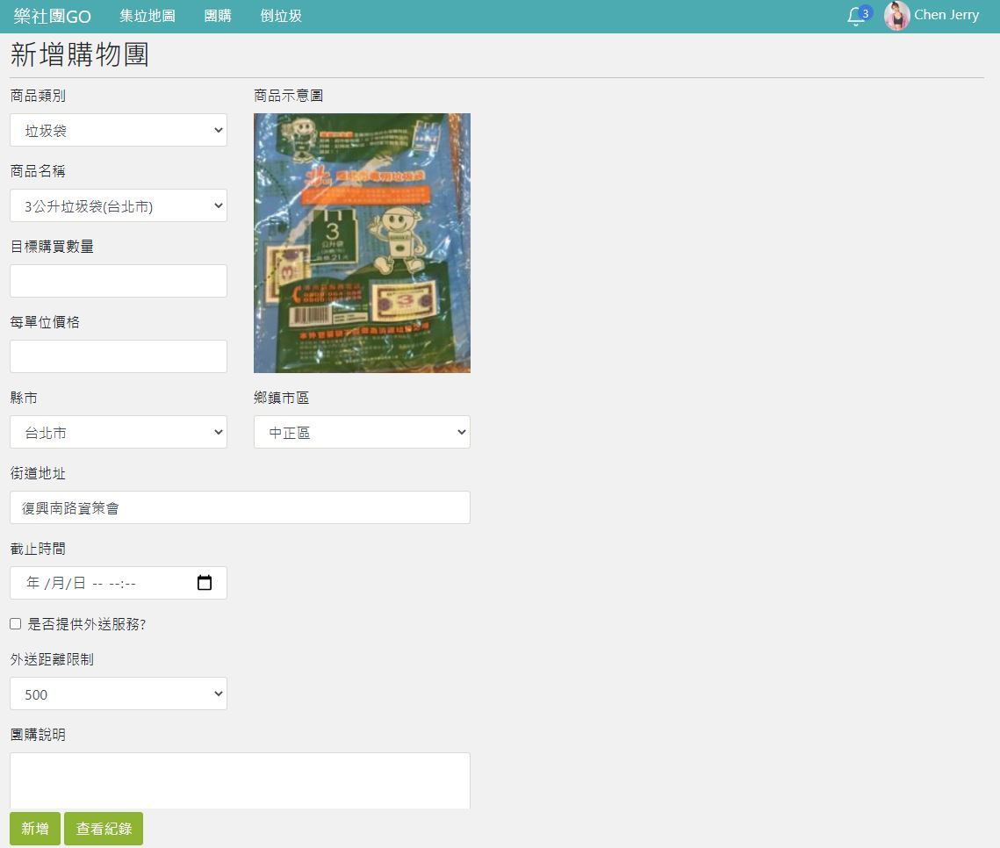 樂社團GO 集垃地圖 團購 倒垃圾 3 Chen Jerry
新增購物團
商品類別
垃圾袋
商品名稱
3公升垃圾袋(台北市)
目標購買數量
每單位價格
商品示意圖
3
公升袋
3
3
縣市
台北市
鄉鎮市區
中正區
街道地址
復興南路資策會
截止時間
年 /月/日 -- --:--
是否提供外送服務?
外送距離限制
500
團購說明
新增 查看紀錄